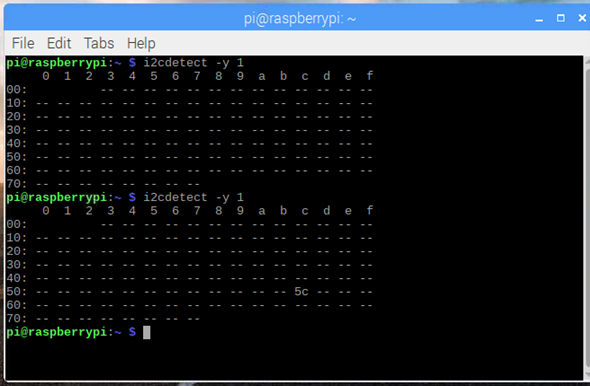 pi@raspberrypi: ~
File Edit Tabs Help
pi@raspberrypi:~ $ i2cdetect -y 1
     0  1  2  3  4  5  6  7  8  9  a  b  c  d  e  f
00:          -- -- -- -- -- -- -- -- -- -- -- -- --
10: -- -- -- -- -- -- -- -- -- -- -- -- -- -- -- --
20: -- -- -- -- -- -- -- -- -- -- -- -- -- -- -- --
30: -- -- -- -- -- -- -- -- -- -- -- -- -- -- -- --
40: -- -- -- -- -- -- -- -- -- -- -- -- -- -- -- --
50: -- -- -- -- -- -- -- -- -- -- -- -- -- -- -- --
60: -- -- -- -- -- -- -- -- -- -- -- -- -- -- -- --
70: -- -- -- -- -- -- -- --
pi@raspberrypi:~ $ i2cdetect -y 1
     0  1  2  3  4  5  6  7  8  9  a  b  c  d  e  f
00:          -- -- -- -- -- -- -- -- -- -- -- -- --
10: -- -- -- -- -- -- -- -- -- -- -- -- -- -- -- --
20: -- -- -- -- -- -- -- -- -- -- -- -- -- -- -- --
30: -- -- -- -- -- -- -- -- -- -- -- -- -- -- -- --
40: -- -- -- -- -- -- -- -- -- -- -- -- -- -- -- --
50: -- -- -- -- -- -- -- -- -- -- -- -- 5c -- -- --
60: -- -- -- -- -- -- -- -- -- -- -- -- -- -- -- --
70: -- -- -- -- -- -- -- --
pi@raspberrypi:~ $